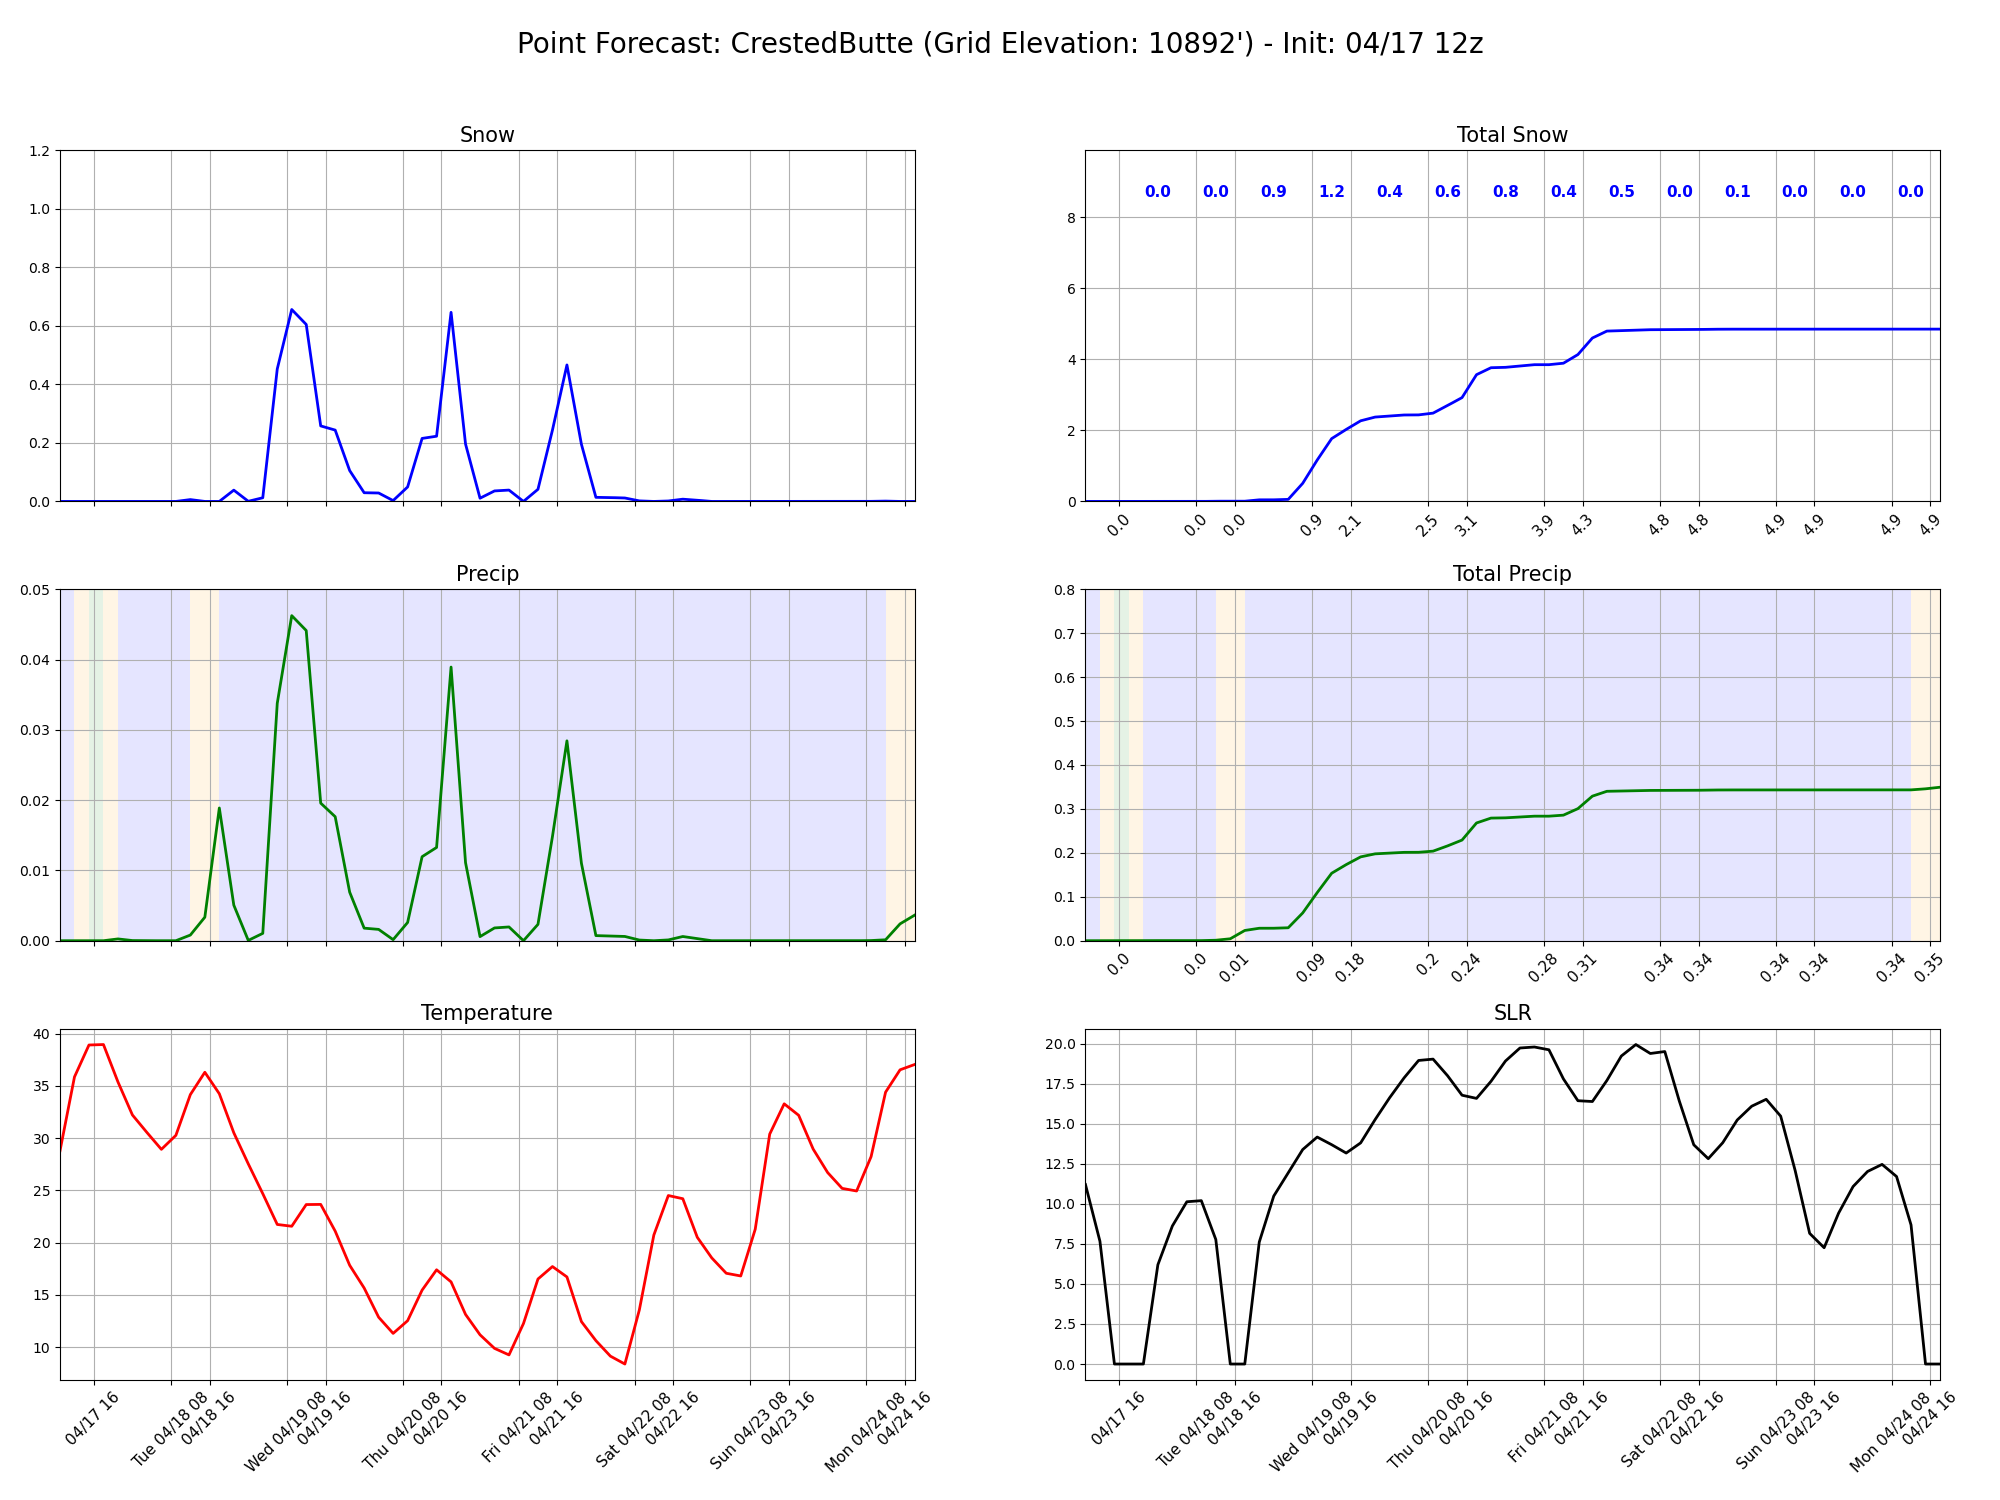 Point Forecast: CrestedButte (Grid Elevation: 10892') - Init: 04/17 12z
Snow
1.2
1.0
0.8
0.6
0.4
0.2
0.0
Total Snow
0.0 0.0 0.9 1.2 0.4 0.6 0.8 0.4 0.5 0.0 0.1 0.0 0.0 0.0
8
6
4
2
0
0.0 0.0 0.0 0.9 2.1 2.5 3.1 3.9 4.3 4.8 4.8 4.9 4.9 4.9 4.9
Precip
0.05
0.04
0.03
0.02
0.01
0.00
Total Precip
0.8
0.7
0.6
0.5
0.4
0.3
0.2
0.1
0.0
0.0 0.0 0.01 0.09 0.18 0.2 0.24 0.28 0.31 0.34 0.34 0.34 0.34 0.34 0.35
Temperature
40
35
30
25
20
15
10
04/17 16
Tue 04/18 08
04/18 16
Wed 04/19 08
04/19 16
Thu 04/20 08
04/20 16
Fri 04/21 08
04/21 16
Sat 04/22 08
04/22 16
Sun 04/23 08
04/23 16
Mon 04/24 08
04/24 16
SLR
20.0
17.5
15.0
12.5
10.0
7.5
5.0
2.5
0.0
04/17 16
Tue 04/18 08
04/18 16
Wed 04/19 08
04/19 16
Thu 04/20 08
04/20 16
Fri 04/21 08
04/21 16
Sat 04/22 08
04/22 16
Sun 04/23 08
04/23 16
Mon 04/24 08
04/24 16